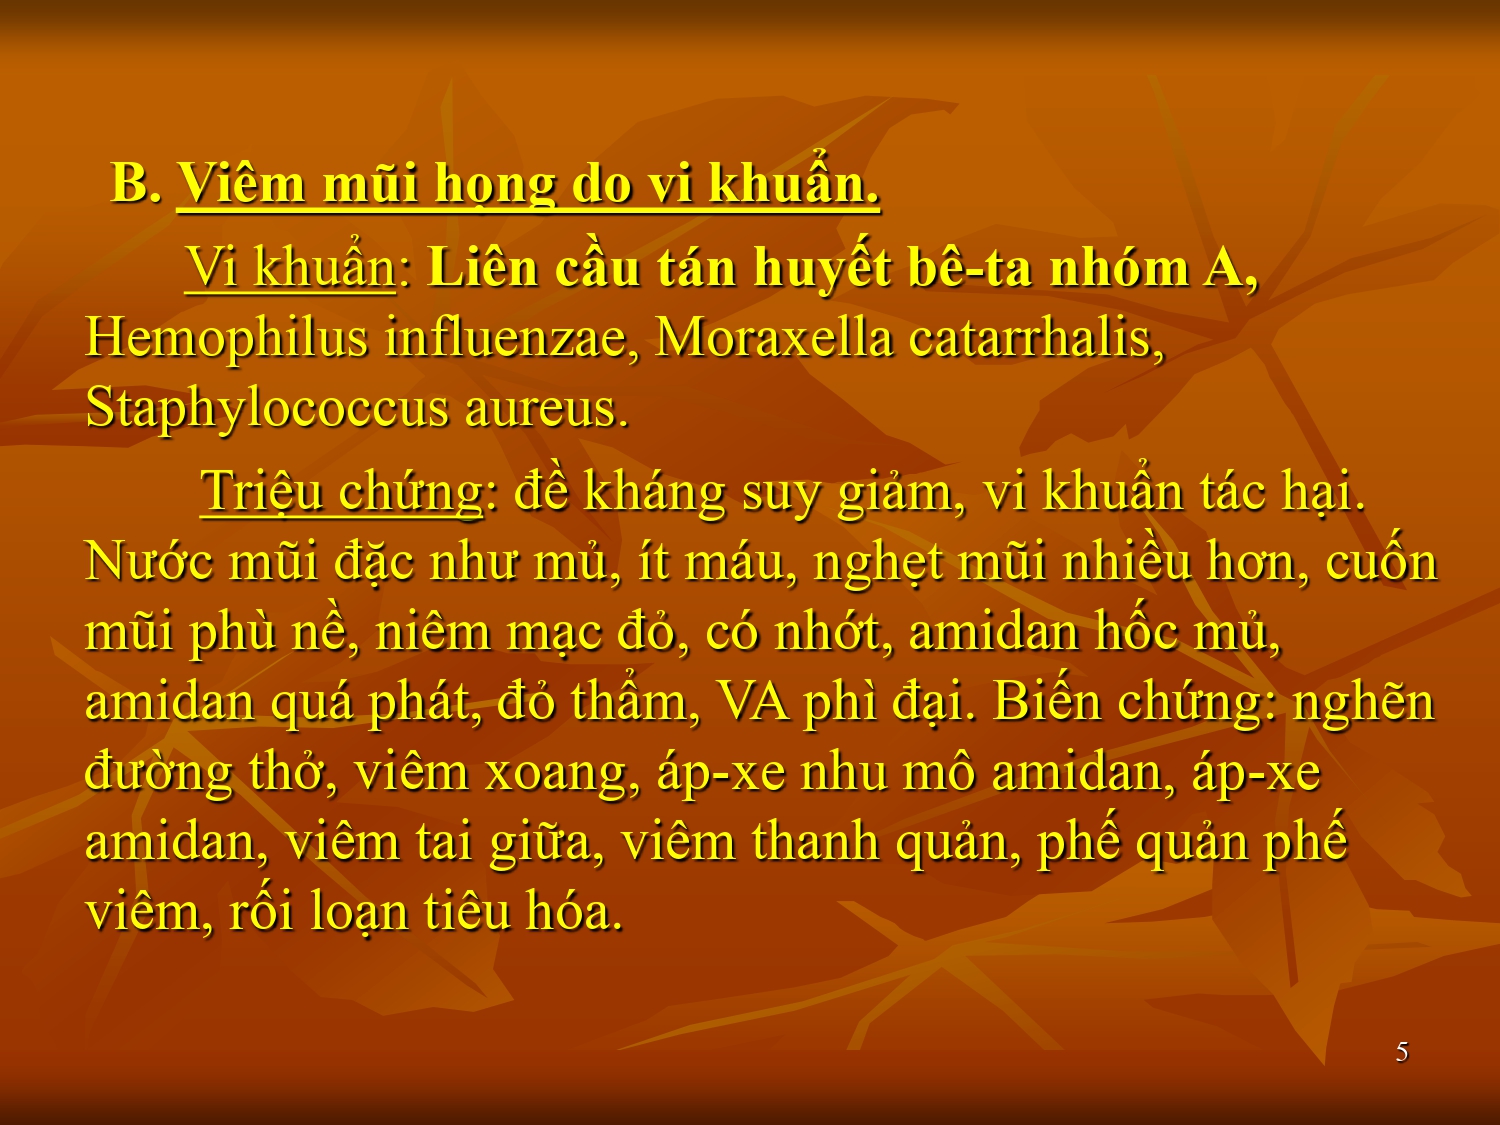 B. Viêm mũi họng do vi khuẩn.
Vi khuẩn: Liên cầu tán huyết bê-ta nhóm A,
Hemophilus influenzae, Moraxella catarrhalis,
Staphylococcus aureus.
Triệu chứng: đề kháng suy giảm, vi khuẩn tác hại.
Nước mũi đặc như mủ, ít máu, nghẹt mũi nhiều hơn, cuốn
mũi phù nề, niêm mạc đỏ, có nhớt, amidan hốc mủ,
amidan quá phát, đỏ thẩm, VA phì đại. Biến chứng: nghẽn
đường thở, viêm xoang, áp-xe nhu mô amidan, áp-xe
amidan, viêm tai giữa, viêm thanh quản, phế quản phế
viêm, rối loạn tiêu hóa.
5